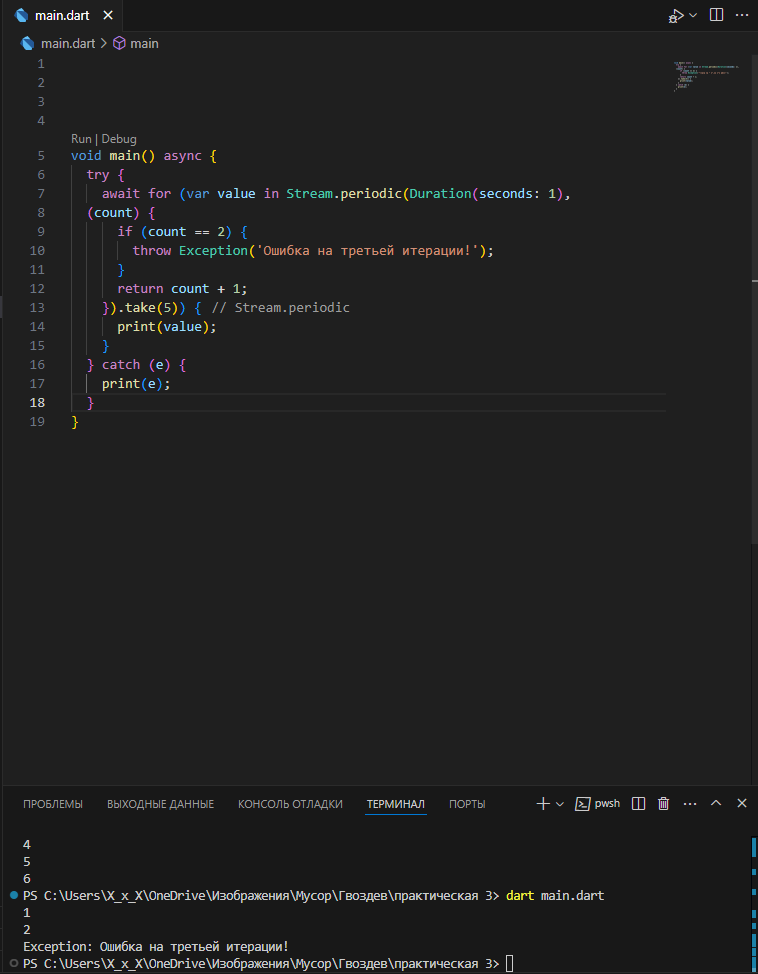 main.dart
main.dart > main
1
2
3
4
Run | Debug
5 void main() async {
6 try {
7 await for (var value in Stream.periodic(Duration(seconds: 1),
8 (count) {
9 if (count == 2) {
10 throw Exception('Ошибка на третьей итерации!');
11 }
12 return count + 1;
13 }).take(5)) { // Stream.periodic
14 print(value);
15 }
16 } catch (e) {
17 print(e);
18 }
19 }
ПРОБЛЕМЫ ВЫХОДНЫЕ ДАННЫЕ КОНСОЛЬ ОТЛАДКИ ТЕРМИНАЛ ПОРТЫ pwsh
4
5
6
PS C:\Users\X_x_X\OneDrive\Изображения\Мусор\Гвоздев\практическая 3> dart main.dart
1
2
Exception: Ошибка на третьей итерации!
PS C:\Users\X_x_X\OneDrive\Изображения\Мусор\Гвоздев\практическая 3>